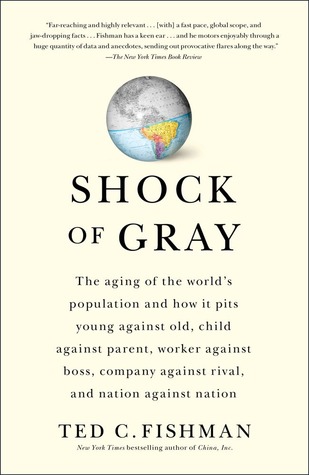 "Far-reaching and highly relevant . . . [with] a fast pace, global scope, and
jaw-dropping facts . . . Fishman has a keen ear . . . and he motors enjoyably through a
huge quantity of data and anecdotes, sending out provocative flares along the way."
—The New York Times Book Review
SHOCK
OF GRAY
The aging of the world's
population and how it pits
young against old, child
against parent, worker against
boss, company against rival,
and nation against nation
TED C. FISHMAN
New York Times bestselling author of China, Inc.